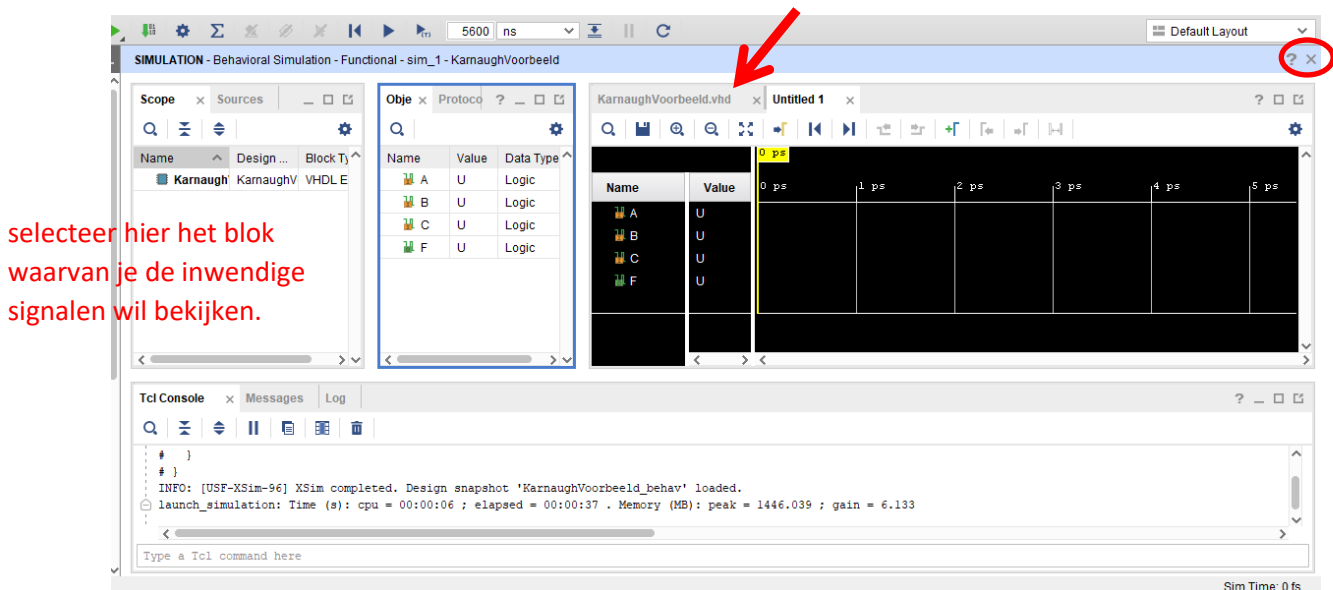 5600 ns
Default Layout
SIMULATION - Behavioral Simulation - Functional - sim_1 - KarnaughVoorbeeld
Scope Sources
Name Design ... Block Ty
Karnaugh' KarnaughV VHDL E
selecteer hier het blok
waarvan je de inwendige
signalen wil bekijken.
Obje Protoco
Name Value Data Type
A U Logic
B U Logic
C U Logic
F U Logic
KarnaughVoorbeeld.vhd Untitled 1
0 ps
Name Value
0 ps 1 ps 2 ps 3 ps 4 ps 5 ps
A U
B U
C U
F U
Tcl Console Messages Log
# }
# }
INFO: [USF-XSim-96] XSim completed. Design snapshot 'KarnaughVoorbeeld_behav' loaded.
launch_simulation: Time (s): cpu = 00:00:06 ; elapsed = 00:00:37 . Memory (MB): peak = 1446.039 ; gain = 6.133
Type a Tcl command here
Sim Time: 0 fs